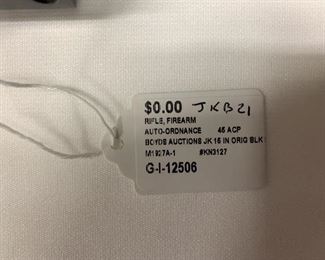 $0.00 JKB21
RIFLE, FIREARM
AUTO-ORDNANCE 45 ACP
BOYDS AUCTIONS JK 16 IN ORIG BLK
M1927A-1 #KN3127
G-I-12506